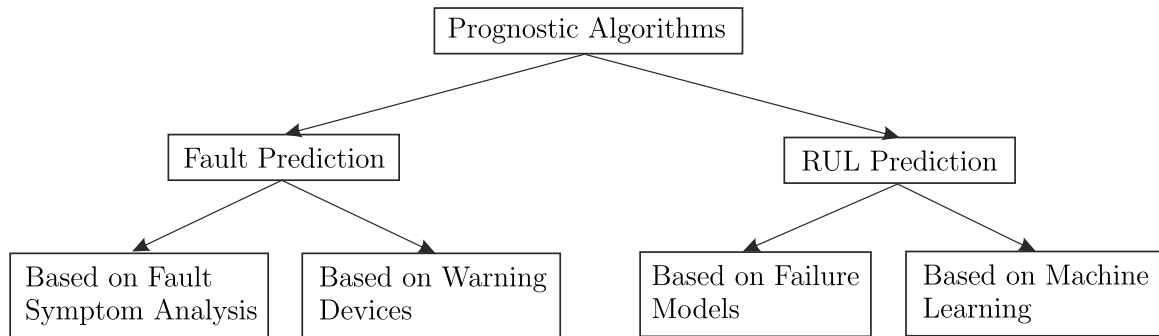 Prognostic Algorithms
Fault Prediction
RUL Prediction
Based on Fault
Symptom Analysis
Based on Warning
Devices
Based on Failure
Models
Based on Machine
Learning